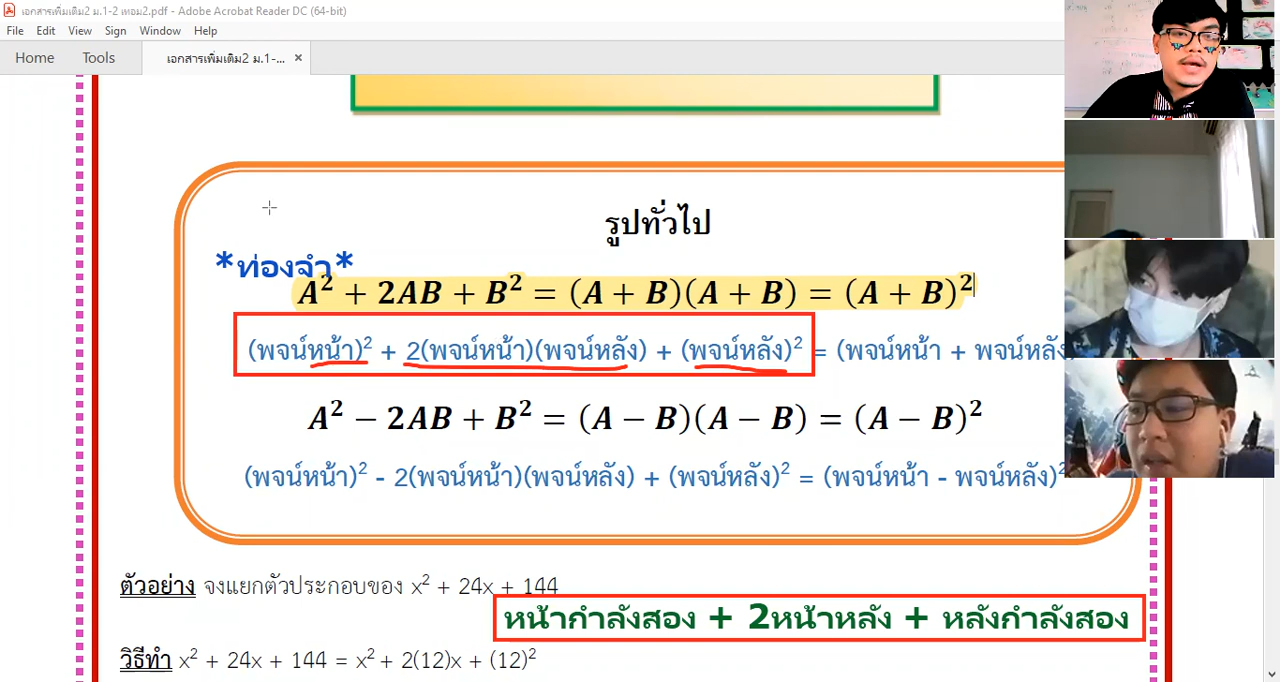 เอกสารเพิ่มเติม2 ม.1-2 เทอม2.pdf - Adobe Acrobat Reader DC (64-bit)
File Edit View Sign Window Help
Home Tools เอกสารเพิ่มเติม2 ม.1-... ×
รูปทั่วไป
*ท่องจำ*
A² + 2AB + B² = (A + B)(A + B) = (A + B)²
(พจน์หน้า)² + 2(พจน์หน้า)(พจน์หลัง) + (พจน์หลัง)² = (พจน์หน้า + พจน์หลัง
A² − 2AB + B² = (A − B)(A − B) = (A − B)²
(พจน์หน้า)² - 2(พจน์หน้า)(พจน์หลัง) + (พจน์หลัง)² = (พจน์หน้า - พจน์หลัง)²
ตัวอย่าง จงแยกตัวประกอบของ x² + 24x + 144
หน้ากำลังสอง + 2หน้าหลัง + หลังกำลังสอง
วิธีทำ x² + 24x + 144 = x² + 2(12)x + (12)²